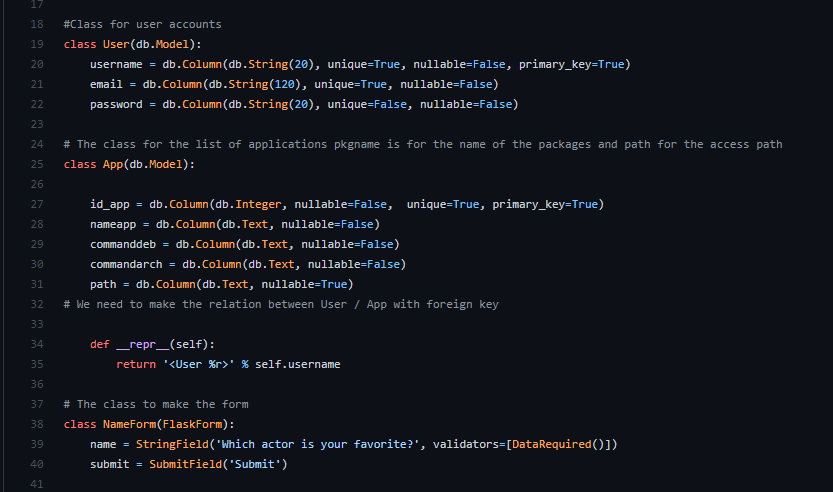 17
18 #Class for user accounts
19 class User(db.Model):
20     username = db.Column(db.String(20), unique=True, nullable=False, primary_key=True)
21     email = db.Column(db.String(120), unique=True, nullable=False)
22     password = db.Column(db.String(20), unique=False, nullable=False)
23
24 # The class for the list of applications pkgname is for the name of the packages and path for the access path
25 class App(db.Model):
26
27     id_app = db.Column(db.Integer, nullable=False,  unique=True, primary_key=True)
28     nameapp = db.Column(db.Text, nullable=False)
29     commanddeb = db.Column(db.Text, nullable=False)
30     commandarch = db.Column(db.Text, nullable=False)
31     path = db.Column(db.Text, nullable=True)
32 # We need to make the relation between User / App with foreign key
33
34     def __repr__(self):
35         return '<User %r>' % self.username
36
37 # The class to make the form
38 class NameForm(FlaskForm):
39     name = StringField('Which actor is your favorite?', validators=[DataRequired()])
40     submit = SubmitField('Submit')
41